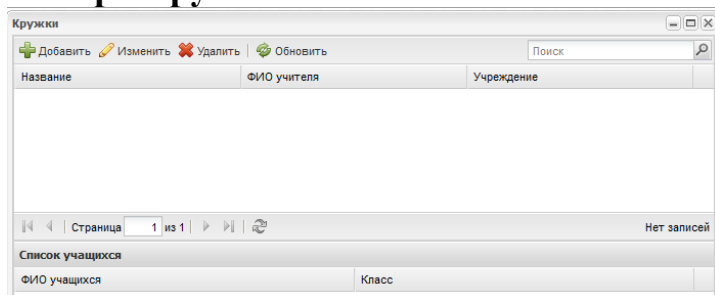 Кружки
Добавить Изменить Удалить Обновить Поиск
Название ФИО учителя Учреждение
Страница 1 из 1 Нет записей
Список учащихся
ФИО учащихся Класс